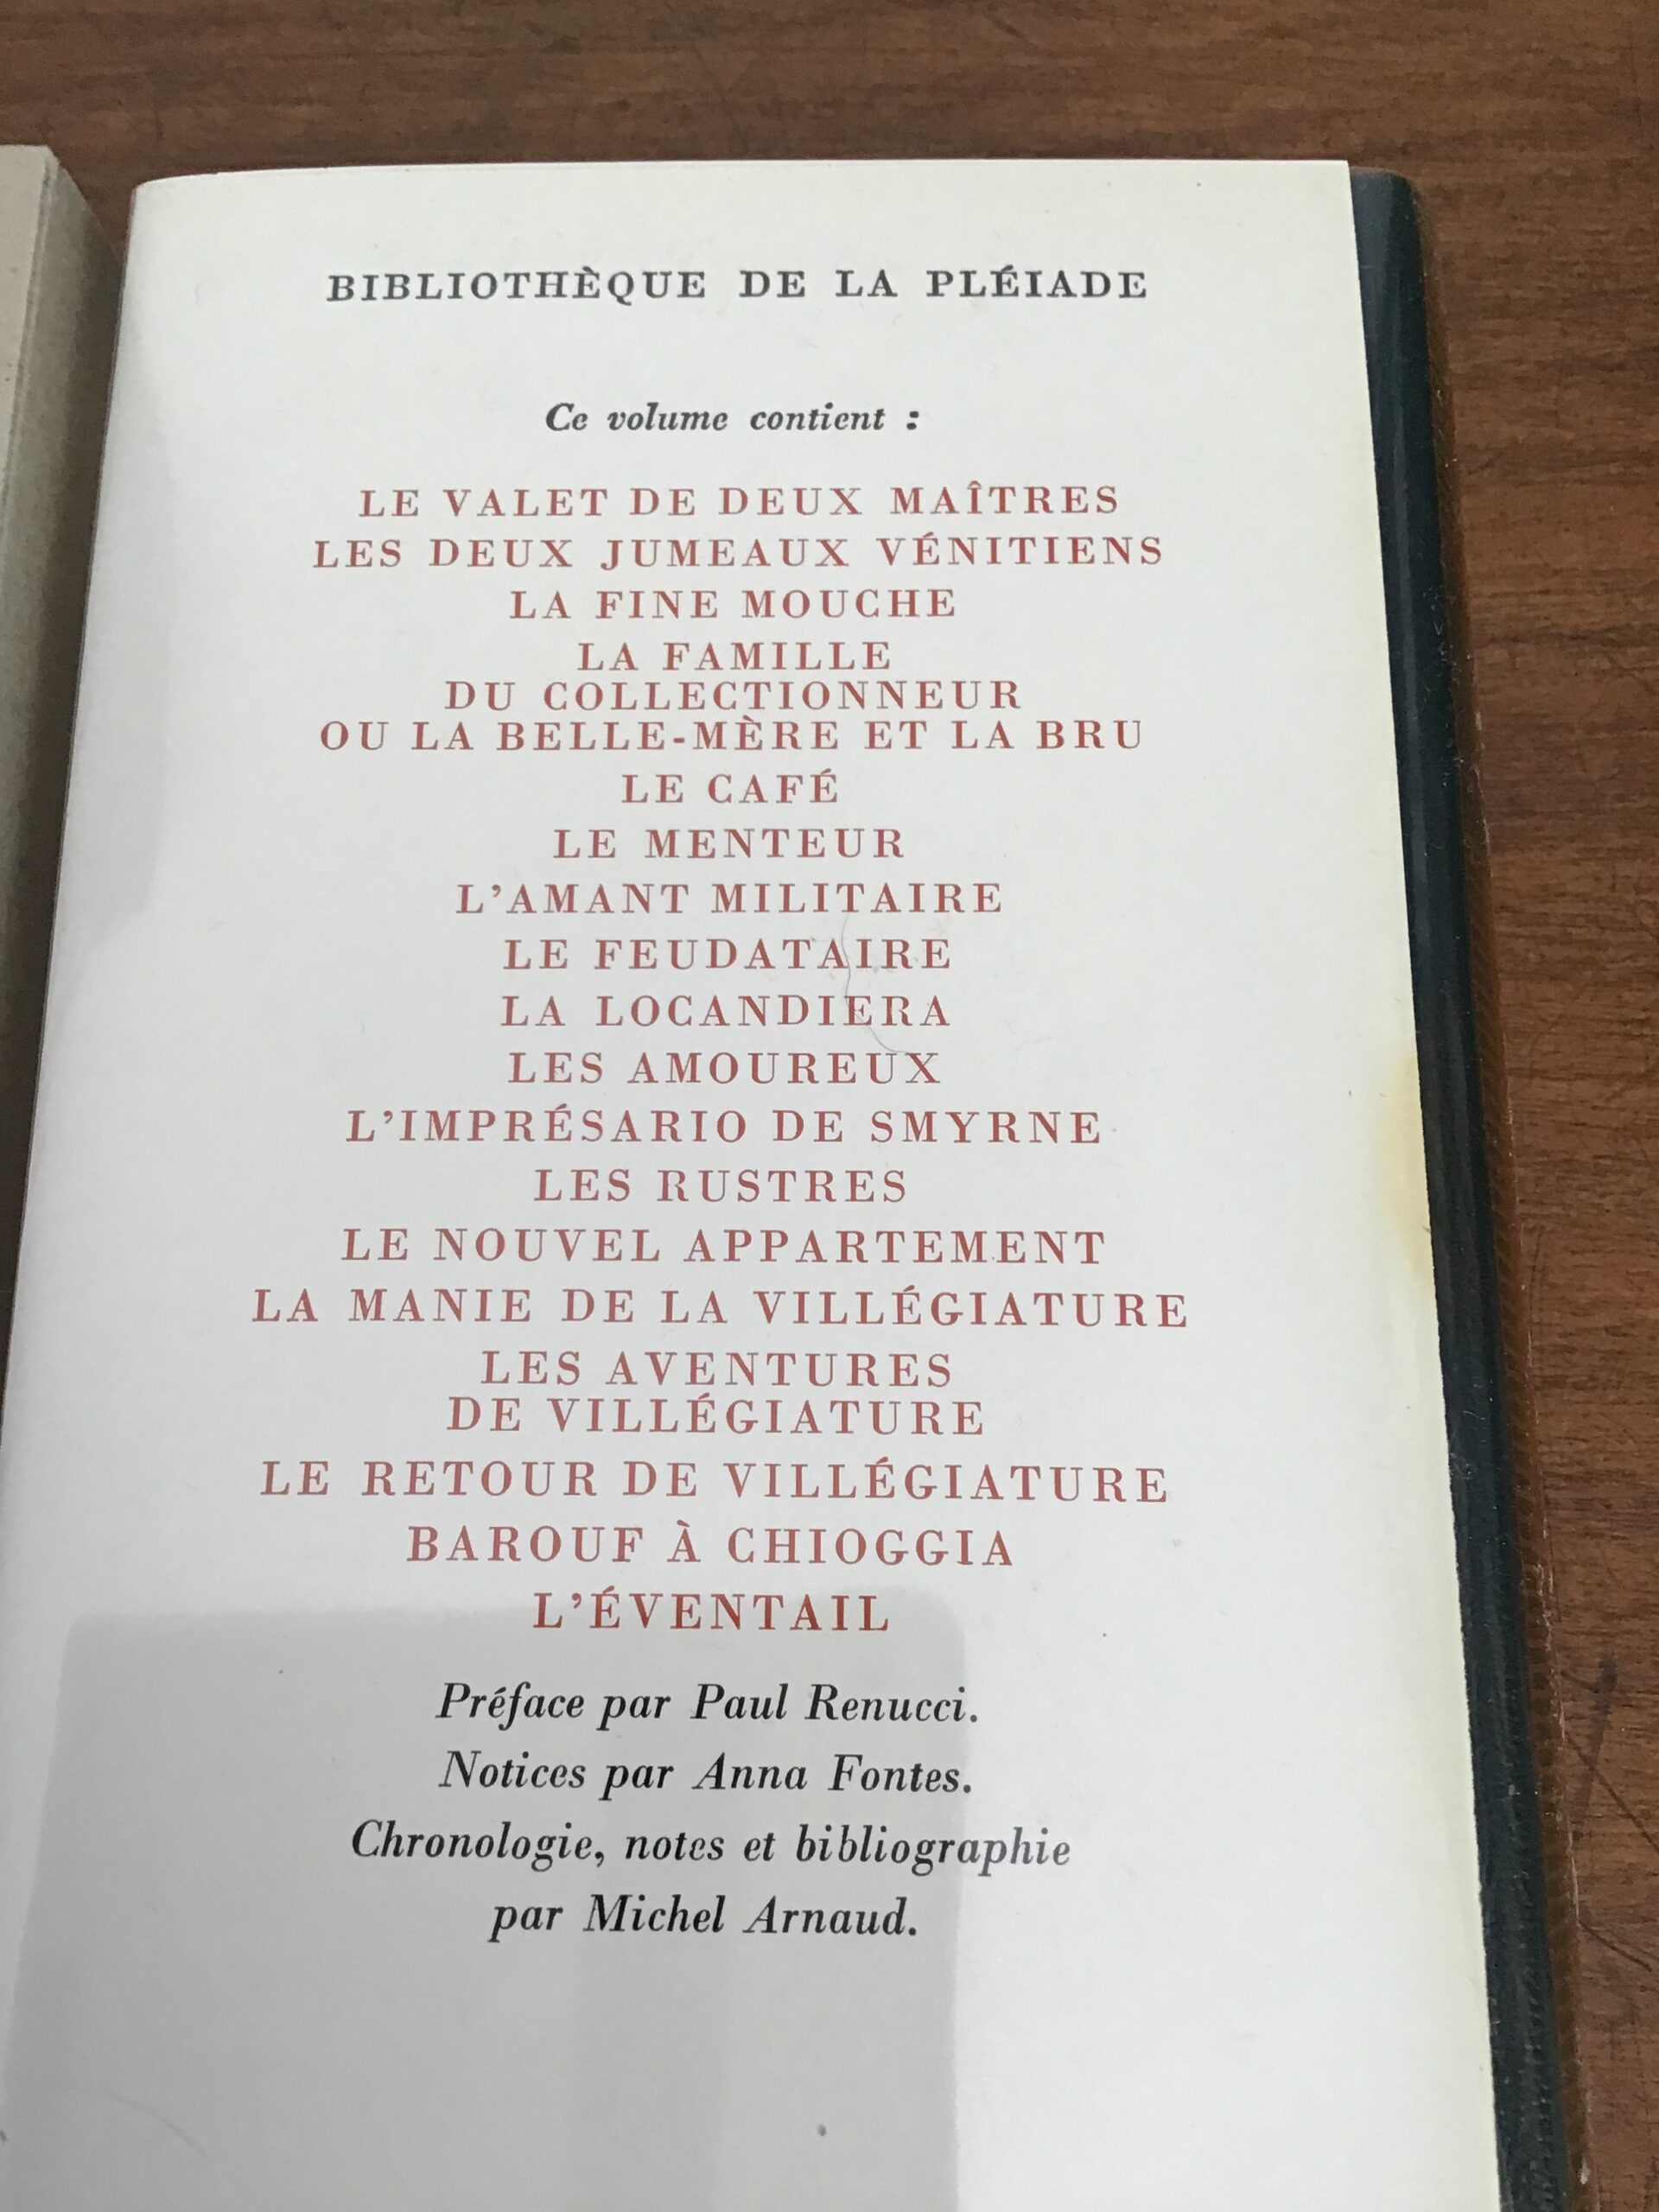 BIBLIOTHÈQUE DE LA PLÉIADE
Ce volume contient :
LE VALET DE DEUX MAÎTRES
LES DEUX JUMEAUX VÉNITIENS
LA FINE MOUCHE
LA FAMILLE
DU COLLECTIONNEUR
OU LA BELLE-MÈRE ET LA BRU
LE CAFÉ
LE MENTEUR
L'AMANT MILITAIRE
LE FEUDATAIRE
LA LOCANDIERA
LES AMOUREUX
L'IMPRÉSARIO DE SMYRNE
LES RUSTRES
LE NOUVEL APPARTEMENT
LA MANIE DE LA VILLÉGIATURE
LES AVENTURES
DE VILLÉGIATURE
LE RETOUR DE VILLÉGIATURE
BAROUF À CHIOGGIA
L'ÉVENTAIL
Préface par Paul Renucci.
Notices par Anna Fontes.
Chronologie, notes et bibliographie
par Michel Arnaud.